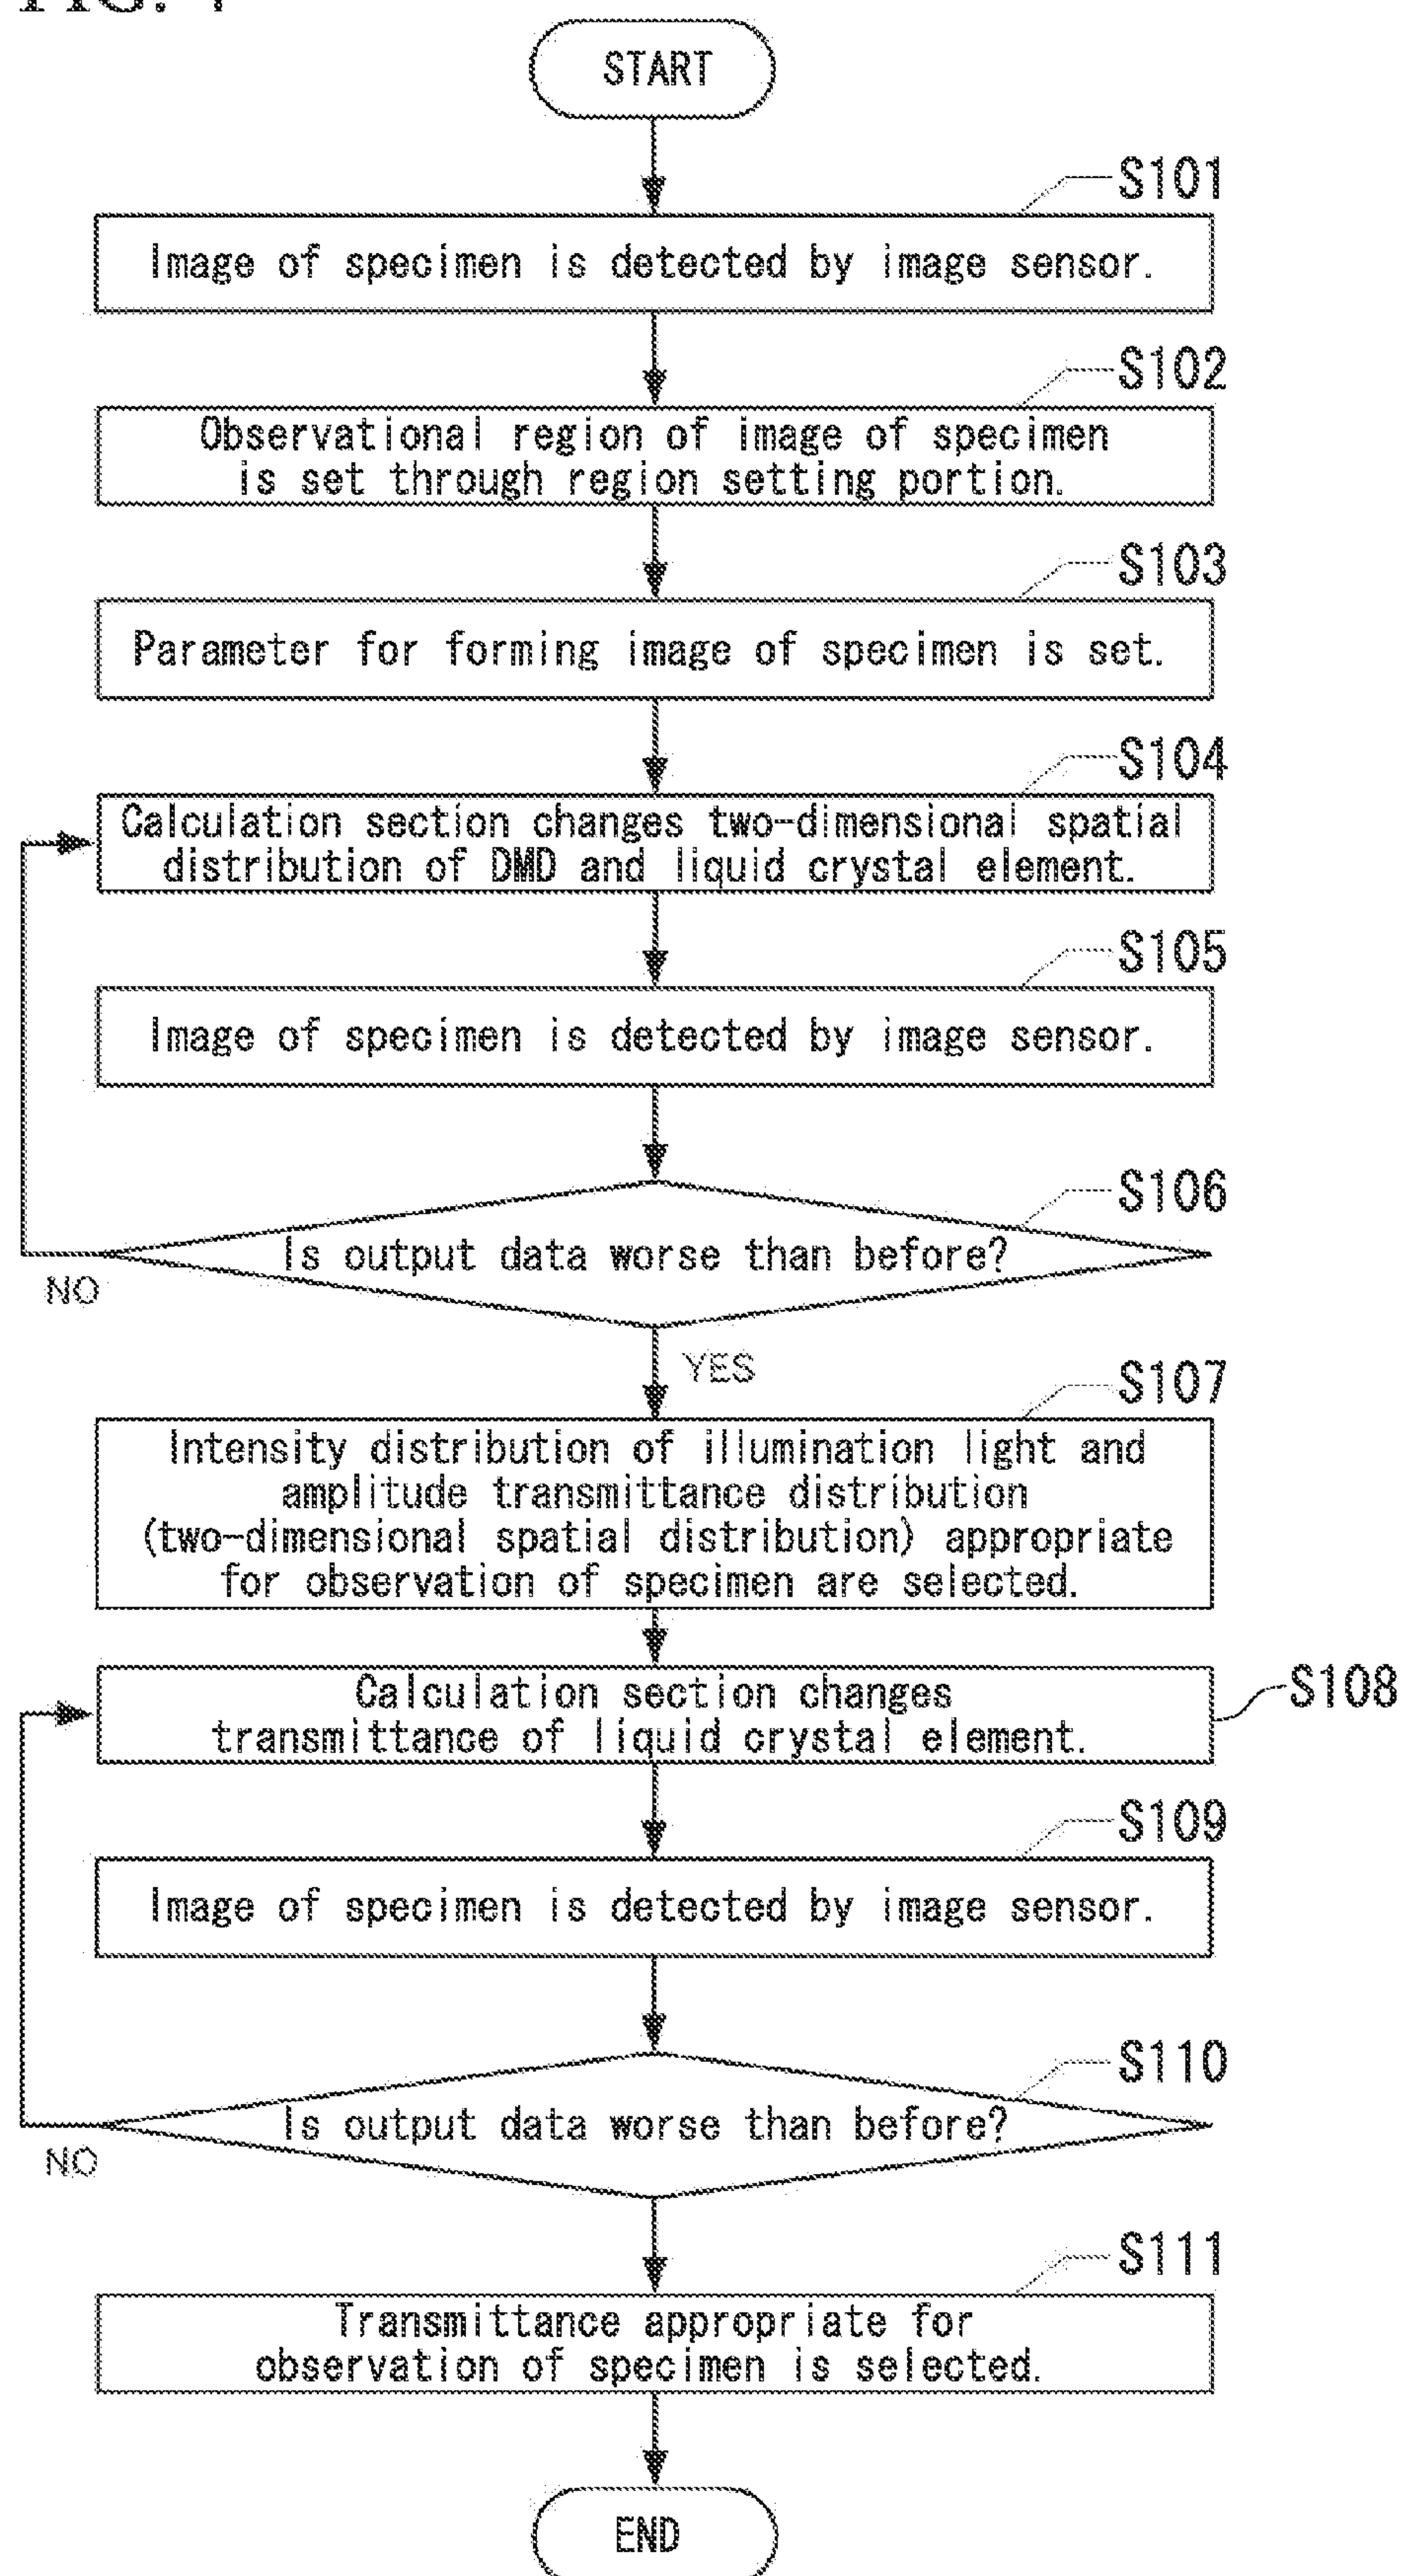 START
S101
Image of specimen is detected by image sensor.
S102
Observational region of image of specimen
is set through region setting portion.
S103
Parameter for forming image of specimen is set.
S104
Calculation section changes two-dimensional spatial
distribution of DMD and liquid crystal element.
S105
Image of specimen is detected by image sensor.
S106
Is output data worse than before?
NO
YES
S107
Intensity distribution of illumination light and
amplitude transmittance distribution
(two-dimensional spatial distribution) appropriate
for observation of specimen are selected.
S108
Calculation section changes
transmittance of liquid crystal element.
S109
Image of specimen is detected by image sensor.
S110
Is output data worse than before?
NO
S111
Transmittance appropriate for
observation of specimen is selected.
END